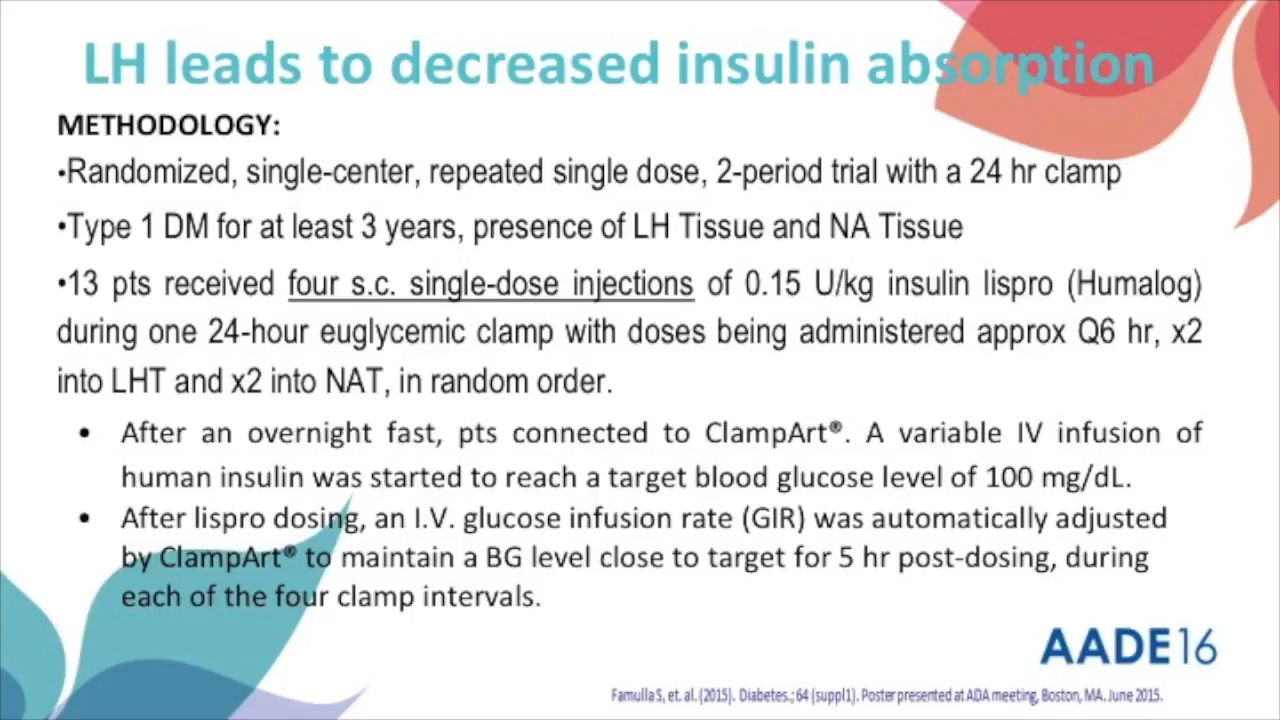 LH leads to decreased insulin absorption
METHODOLOGY:
•Randomized, single-center, repeated single dose, 2-period trial with a 24 hr clamp
•Type 1 DM for at least 3 years, presence of LH Tissue and NA Tissue
•13 pts received four s.c. single-dose injections of 0.15 U/kg insulin lispro (Humalog)
during one 24-hour euglycemic clamp with doses being administered approx Q6 hr, x2
into LHT and x2 into NAT, in random order.
• After an overnight fast, pts connected to ClampArt®. A variable IV infusion of
human insulin was started to reach a target blood glucose level of 100 mg/dL.
• After lispro dosing, an I.V. glucose infusion rate (GIR) was automatically adjusted
by ClampArt® to maintain a BG level close to target for 5 hr post-dosing, during
each of the four clamp intervals.
AADE16
Famulla S, et. al. (2015). Diabetes.; 64 (suppl1). Poster presented at ADA meeting, Boston, MA. June 2015.